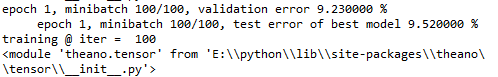 epoch 1, minibatch 100/100, validation error 9.230000 %
epoch 1, minibatch 100/100, test error of best model 9.520000 %
training @ iter =  100
<module 'theano.tensor' from 'E:\\python\\lib\\site-packages\\theano\
\tensor\\__init__.py'>